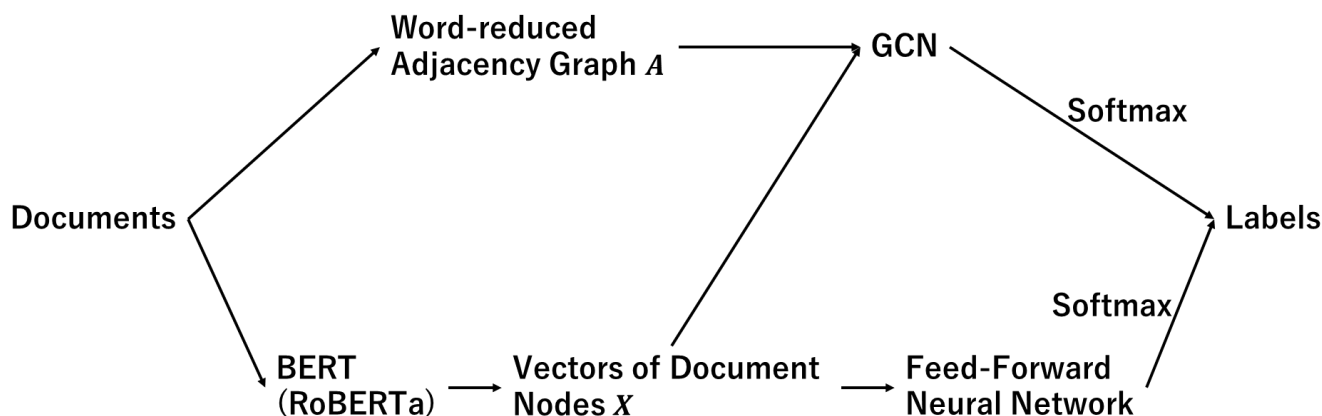 Word-reduced
Adjacency Graph A
GCN
Softmax
Documents
Labels
Softmax
BERT
(RoBERTa)
Vectors of Document
Nodes X
Feed-Forward
Neural Network